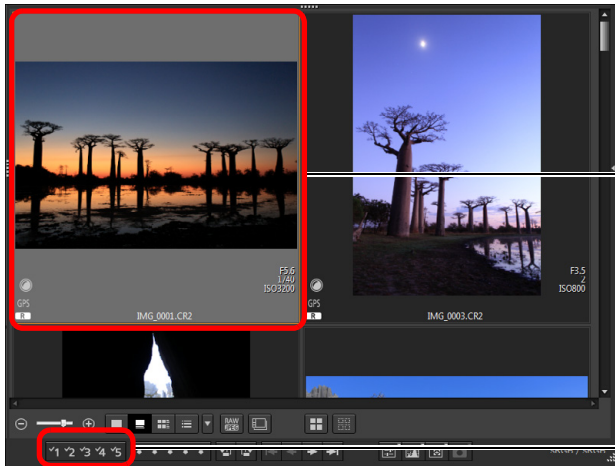 F5.6
1/40
ISO3200
GPS
R
IMG_0001.CR2
F3.5
2
ISO800
GPS
R
IMG_0003.CR2
RAW
JPEG
1 2 3 4 5